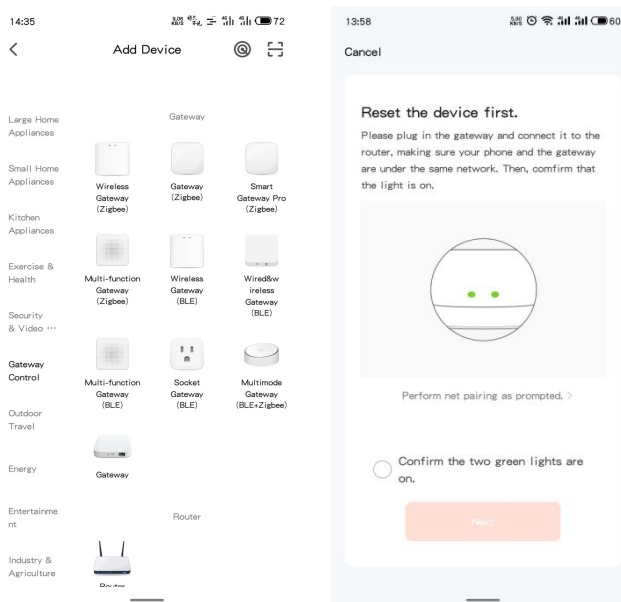 14:35
72
Add Device
Large Home
Appliances
Small Home
Appliances
Kitchen
Appliances
Exercise &
Health
Security
& Video ···
Gateway
Control
Outdoor
Travel
Energy
Entertainme
nt
Industry &
Agriculture
Gateway
Wireless
Gateway
(Zigbee)
Gateway
(Zigbee)
Smart
Gateway Pro
(Zigbee)
Multi-function
Gateway
(Zigbee)
Wireless
Gateway
(BLE)
Wired&w
ireless
Gateway
(BLE)
Multi-function
Gateway
(BLE)
Socket
Gateway
(BLE)
Multimode
Gateway
(BLE+Zigbee)
Gateway
Router
Router
13:58
60
Cancel
Reset the device first.
Please plug in the gateway and connect it to the
router, making sure your phone and the gateway
are under the same network. Then, comfirm that
the light is on.
Perform net pairing as prompted. >
Confirm the two green lights are
on.
Next